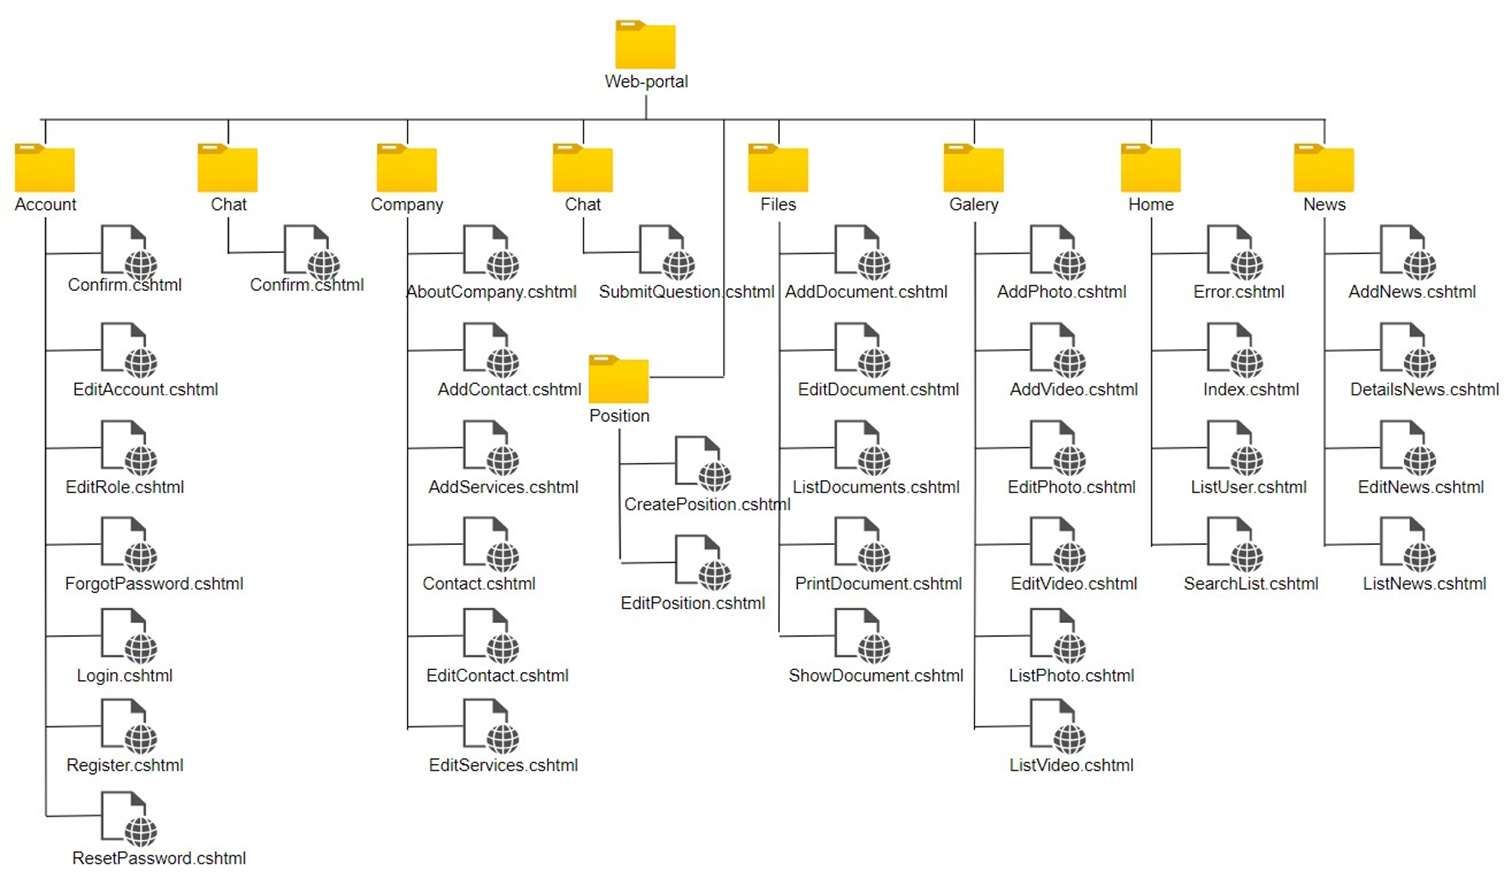 Web-portal
Account
Chat
Company
Chat
Files
Galery
Home
News
Confirm.cshtml
EditAccount.cshtml
EditRole.cshtml
ForgotPassword.cshtml
Login.cshtml
Register.cshtml
ResetPassword.cshtml
Confirm.cshtml
AboutCompany.cshtml
AddContact.cshtml
AddServices.cshtml
Contact.cshtml
EditContact.cshtml
EditServices.cshtml
SubmitQuestion.cshtml
Position
CreatePosition.cshtml
EditPosition.cshtml
AddDocument.cshtml
EditDocument.cshtml
ListDocuments.cshtml
PrintDocument.cshtml
ShowDocument.cshtml
AddPhoto.cshtml
AddVideo.cshtml
EditPhoto.cshtml
EditVideo.cshtml
ListPhoto.cshtml
ListVideo.cshtml
Error.cshtml
Index.cshtml
ListUser.cshtml
SearchList.cshtml
AddNews.cshtml
DetailsNews.cshtml
EditNews.cshtml
ListNews.cshtml